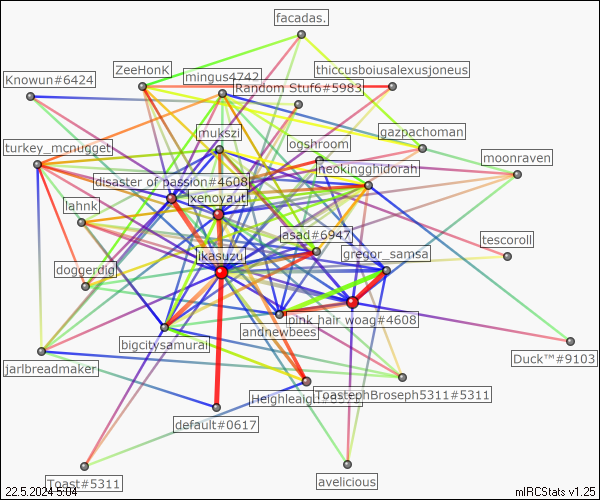 facadas.
ZeeHonK
mingus4742
thiccusboiusalexusjoneus
Knowun#6424
Random Stuf6#5983
mukszi
gazpachoman
turkey_mcnugget
ogshroom
moonraven
disaster of passion#4608
neokingghidorah
xenoyaut
lahnk
asad#6947
tescoroll
doggerdig
ikasuzu
gregor_samsa
pink hair woag#4608
andnewbees
bigcitysamurai
Duck™#9103
jarlbreadmaker
ToastephBroseph5311#5311
default#0617
Toast#5311
avelicious
22.5.2024 5:04
mIRCStats v1.25